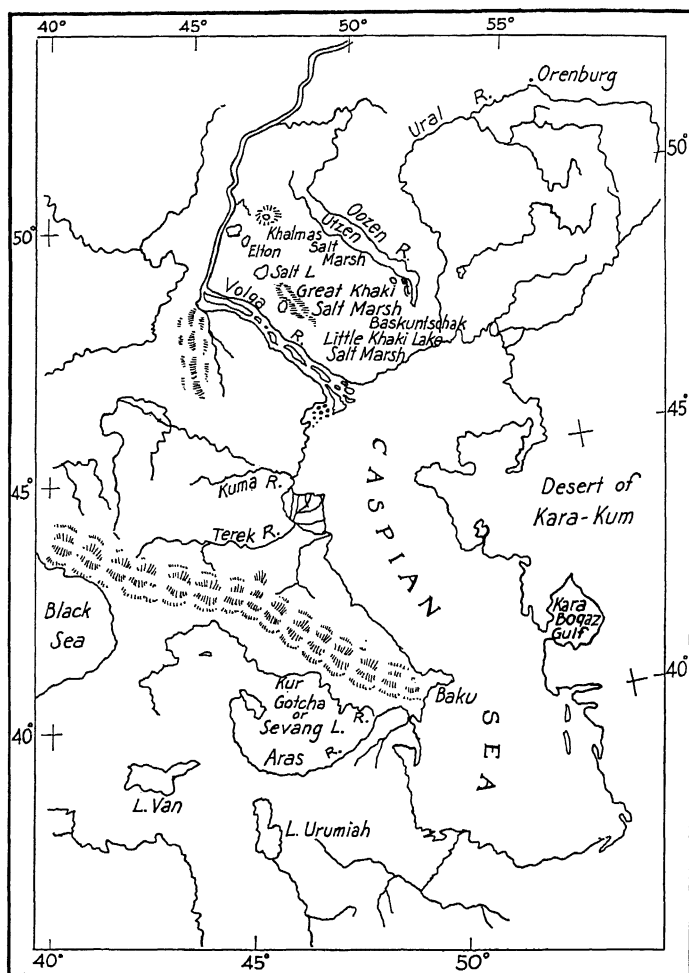 40°
45°
50°
55°
Orenburg
Ural R.
50°
50°
Oozen R.
Utzen
Khalmas
Salt
Marsh
Elton
Salt L
Great Khaki
Salt Marsh
Baskuntschak
Little Khaki Lake
Salt Marsh
Volga R.
45°
CASPIAN SEA
45°
Kuma R.
Desert of
Kara-Kum
Terek R.
Black
Sea
Kara
Bogaz
Gulf
40°
Baku
Kur R.
Gotcha
or
Sevang L.
Aras R.
40°
L. Van
L. Urumiah
40°
45°
50°